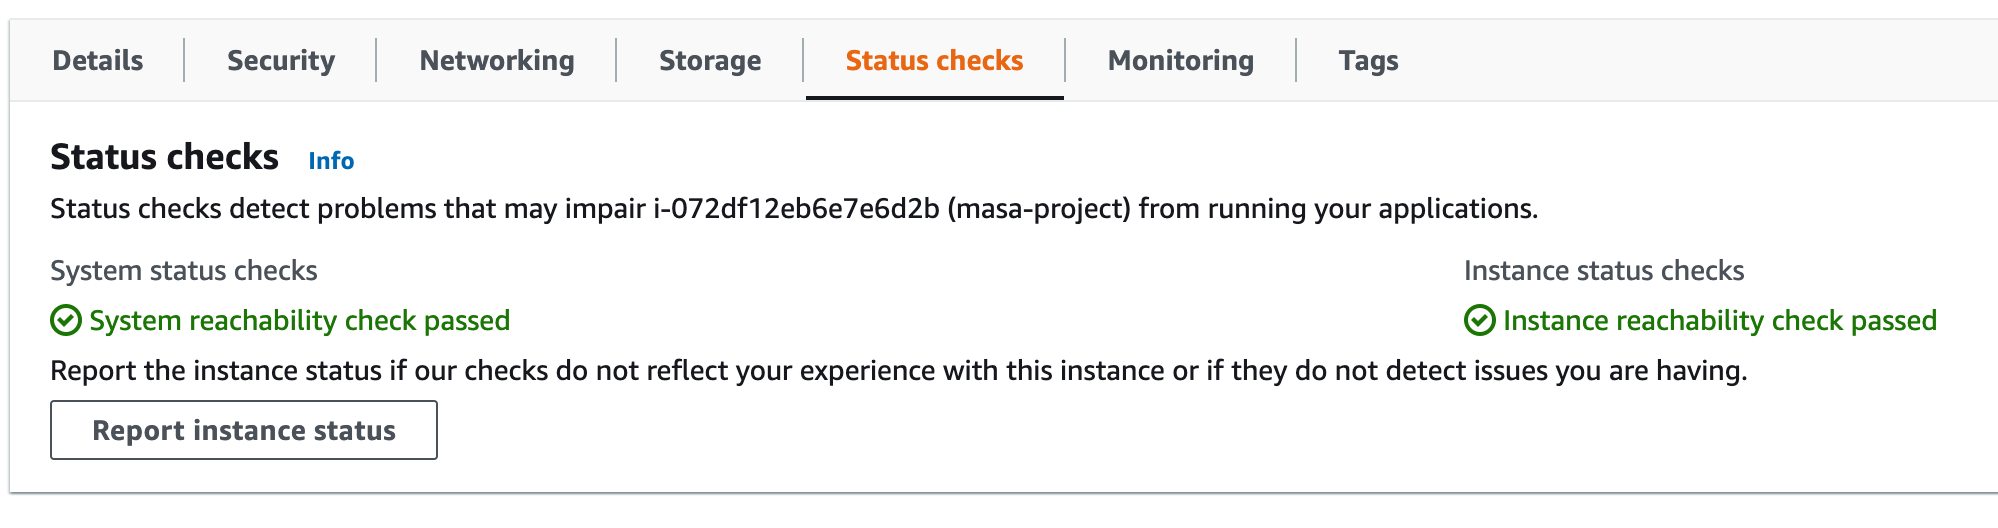 Details Security Networking Storage Status checks Monitoring Tags
Status checks Info
Status checks detect problems that may impair i-072df12eb6e7e6d2b (masa-project) from running your applications.
System status checks Instance status checks
System reachability check passed Instance reachability check passed
Report the instance status if our checks do not reflect your experience with this instance or if they do not detect issues you are having.
Report instance status